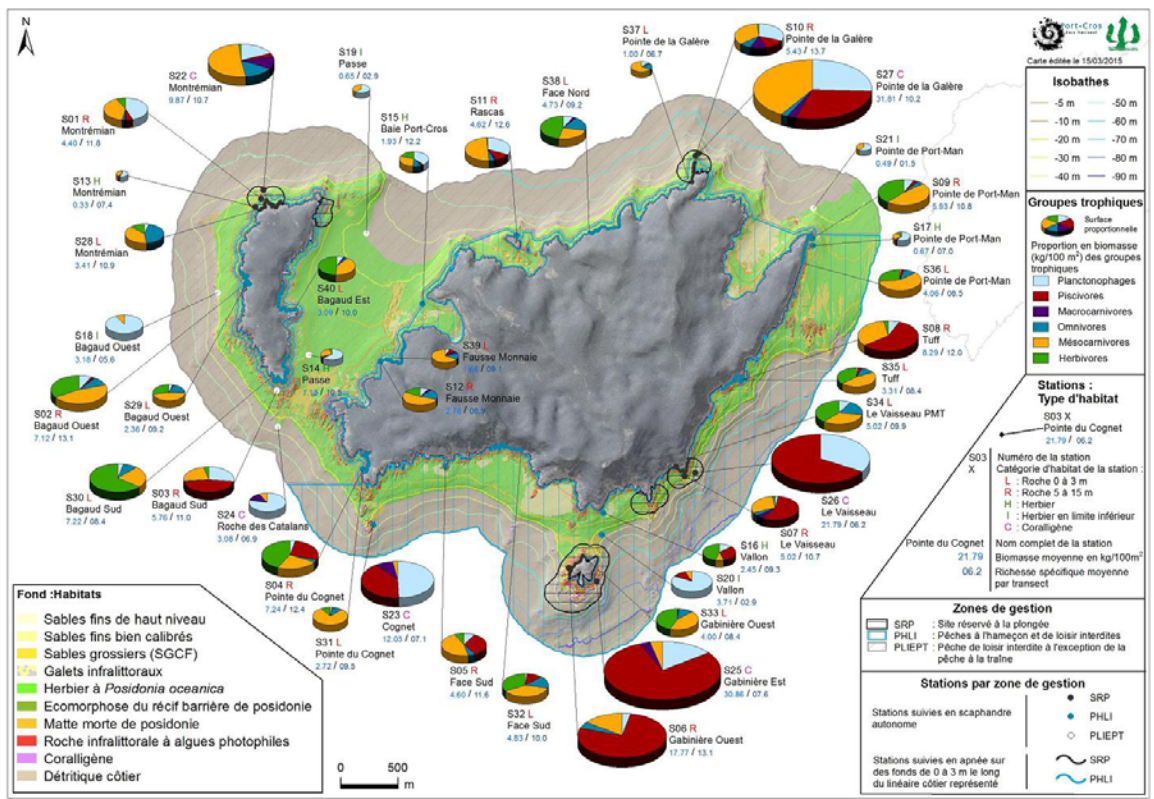 N
S37 L
Pointe de la Galère
1.00 / 06.7
S10 R
Pointe de la Galère
5.43 / 13.7
Port-Cros
Parc National
Carte éditée le 15/03/2015
S19 I
Passe
0.65 / 02.9
S22 C
Montrémian
9.87 / 10.7
S38 L
Face Nord
4.73 / 09.2
S27 C
Pointe de la Galère
31.81 / 10.2
S01 R
Montrémian
4.40 / 11.8
S15 H
Baie Port-Cros
1.93 / 12.2
S11 R
Rascas
4.62 / 12.6
S21 I
Pointe de Port-Man
0.49 / 01.5
S13 H
Montrémian
0.33 / 07.4
S09 R
Pointe de Port-Man
5.93 / 10.8
S17 H
Pointe de Port-Man
0.67 / 07.0
S28 L
Montrémian
3.41 / 10.9
S36 L
Pointe de Port-Man
4.06 / 08.5
S40 L
Bagaud Est
3.09 / 10.0
S18 I
Bagaud Ouest
3.18 / 05.6
S39 L
Fausse Monnaie
S08 R
Tuff
8.29 / 12.0
S14 H
Passe
S12 R
Fausse Monnaie
S35 L
Tuff
3.31 / 08.4
S02 R
Bagaud Ouest
7.12 / 13.1
S29 L
Bagaud Ouest
2.36 / 09.2
S34 L
Le Vaisseau PMT
5.02 / 09.9
S30 L
Bagaud Sud
7.22 / 08.4
S03 R
Bagaud Sud
5.76 / 11.0
S26 C
Le Vaisseau
21.79 / 06.2
S24 C
Roche des Catalans
3.08 / 06.9
S07 R
Le Vaisseau
5.02 / 10.7
S16 H
Vallon
2.45 / 09.3
S04 R
Pointe du Cognet
7.24 / 12.4
S20 I
Vallon
3.71 / 02.9
S23 C
Cognet
12.03 / 07.1
S33 L
Gabinière Ouest
4.00 / 08.4
S31 L
Pointe du Cognet
2.72 / 09.5
S05 R
Face Sud
4.60 / 11.6
S25 C
Gabinière Est
30.86 / 07.6
S32 L
Face Sud
4.83 / 10.0
S06 R
Gabinière Ouest
17.77 / 13.1
0 500
m
Fond :Habitats
Sables fins de haut niveau
Sables fins bien calibrés
Sables grossiers (SGCF)
Galets infralittoraux
Herbier à Posidonia oceanica
Ecomorphose du récif barrière de posidonie
Matte morte de posidonie
Roche infralittorale à algues photophiles
Coralligène
Détritique côtier
Isobathes
-5 m -50 m
-10 m -60 m
-20 m -70 m
-30 m -80 m
-40 m -90 m
Groupes trophiques
Surface
proportionnelle
Proportion en biomasse
(kg/100 m²) des groupes
trophiques
Planctonophages
Piscivores
Macrocarnivores
Omnivores
Mésocarnivores
Herbivores
Stations :
Type d'habitat
S03 X
Pointe du Cognet
21.79 / 06.2
S03 Numéro de la station
X Catégorie d'habitat de la station :
L : Roche 0 à 3 m
R : Roche 5 à 15 m
H : Herbier
I : Herbier en limite inférieur
C : Coralligène
Pointe du Cognet Nom complet de la station
21.79 Biomasse moyenne en kg/100m²
06.2 Richesse spécifique moyenne
par transect
Zones de gestion
SRP : Site réservé à la plongée
PHLI : Pêches à l'hameçon et de loisir interdites
PLIEPT : Pêche de loisir interdite à l'exception de la
pêche à la traîne
Stations par zone de gestion
Stations suivies en scaphandre
autonome
SRP
PHLI
PLIEPT
Stations suivies en apnée sur
des fonds de 0 à 3 m le long
du linéaire côtier représenté
SRP
PHLI